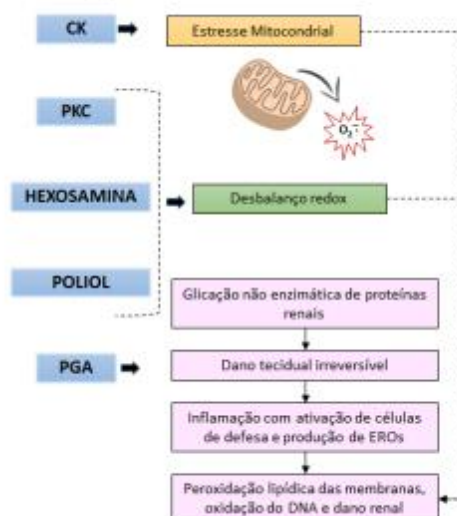 CK
Estresse Mitocondrial
PKC
O₂⁻
HEXOSAMINA
Desbalanço redox
POLIOL
Glicação não enzimática de proteínas
renais
PGA
Dano tecidual irreversível
Inflamação com ativação de células
de defesa e produção de EROs
Peroxidação lipídica das membranas,
oxidação do DNA e dano renal